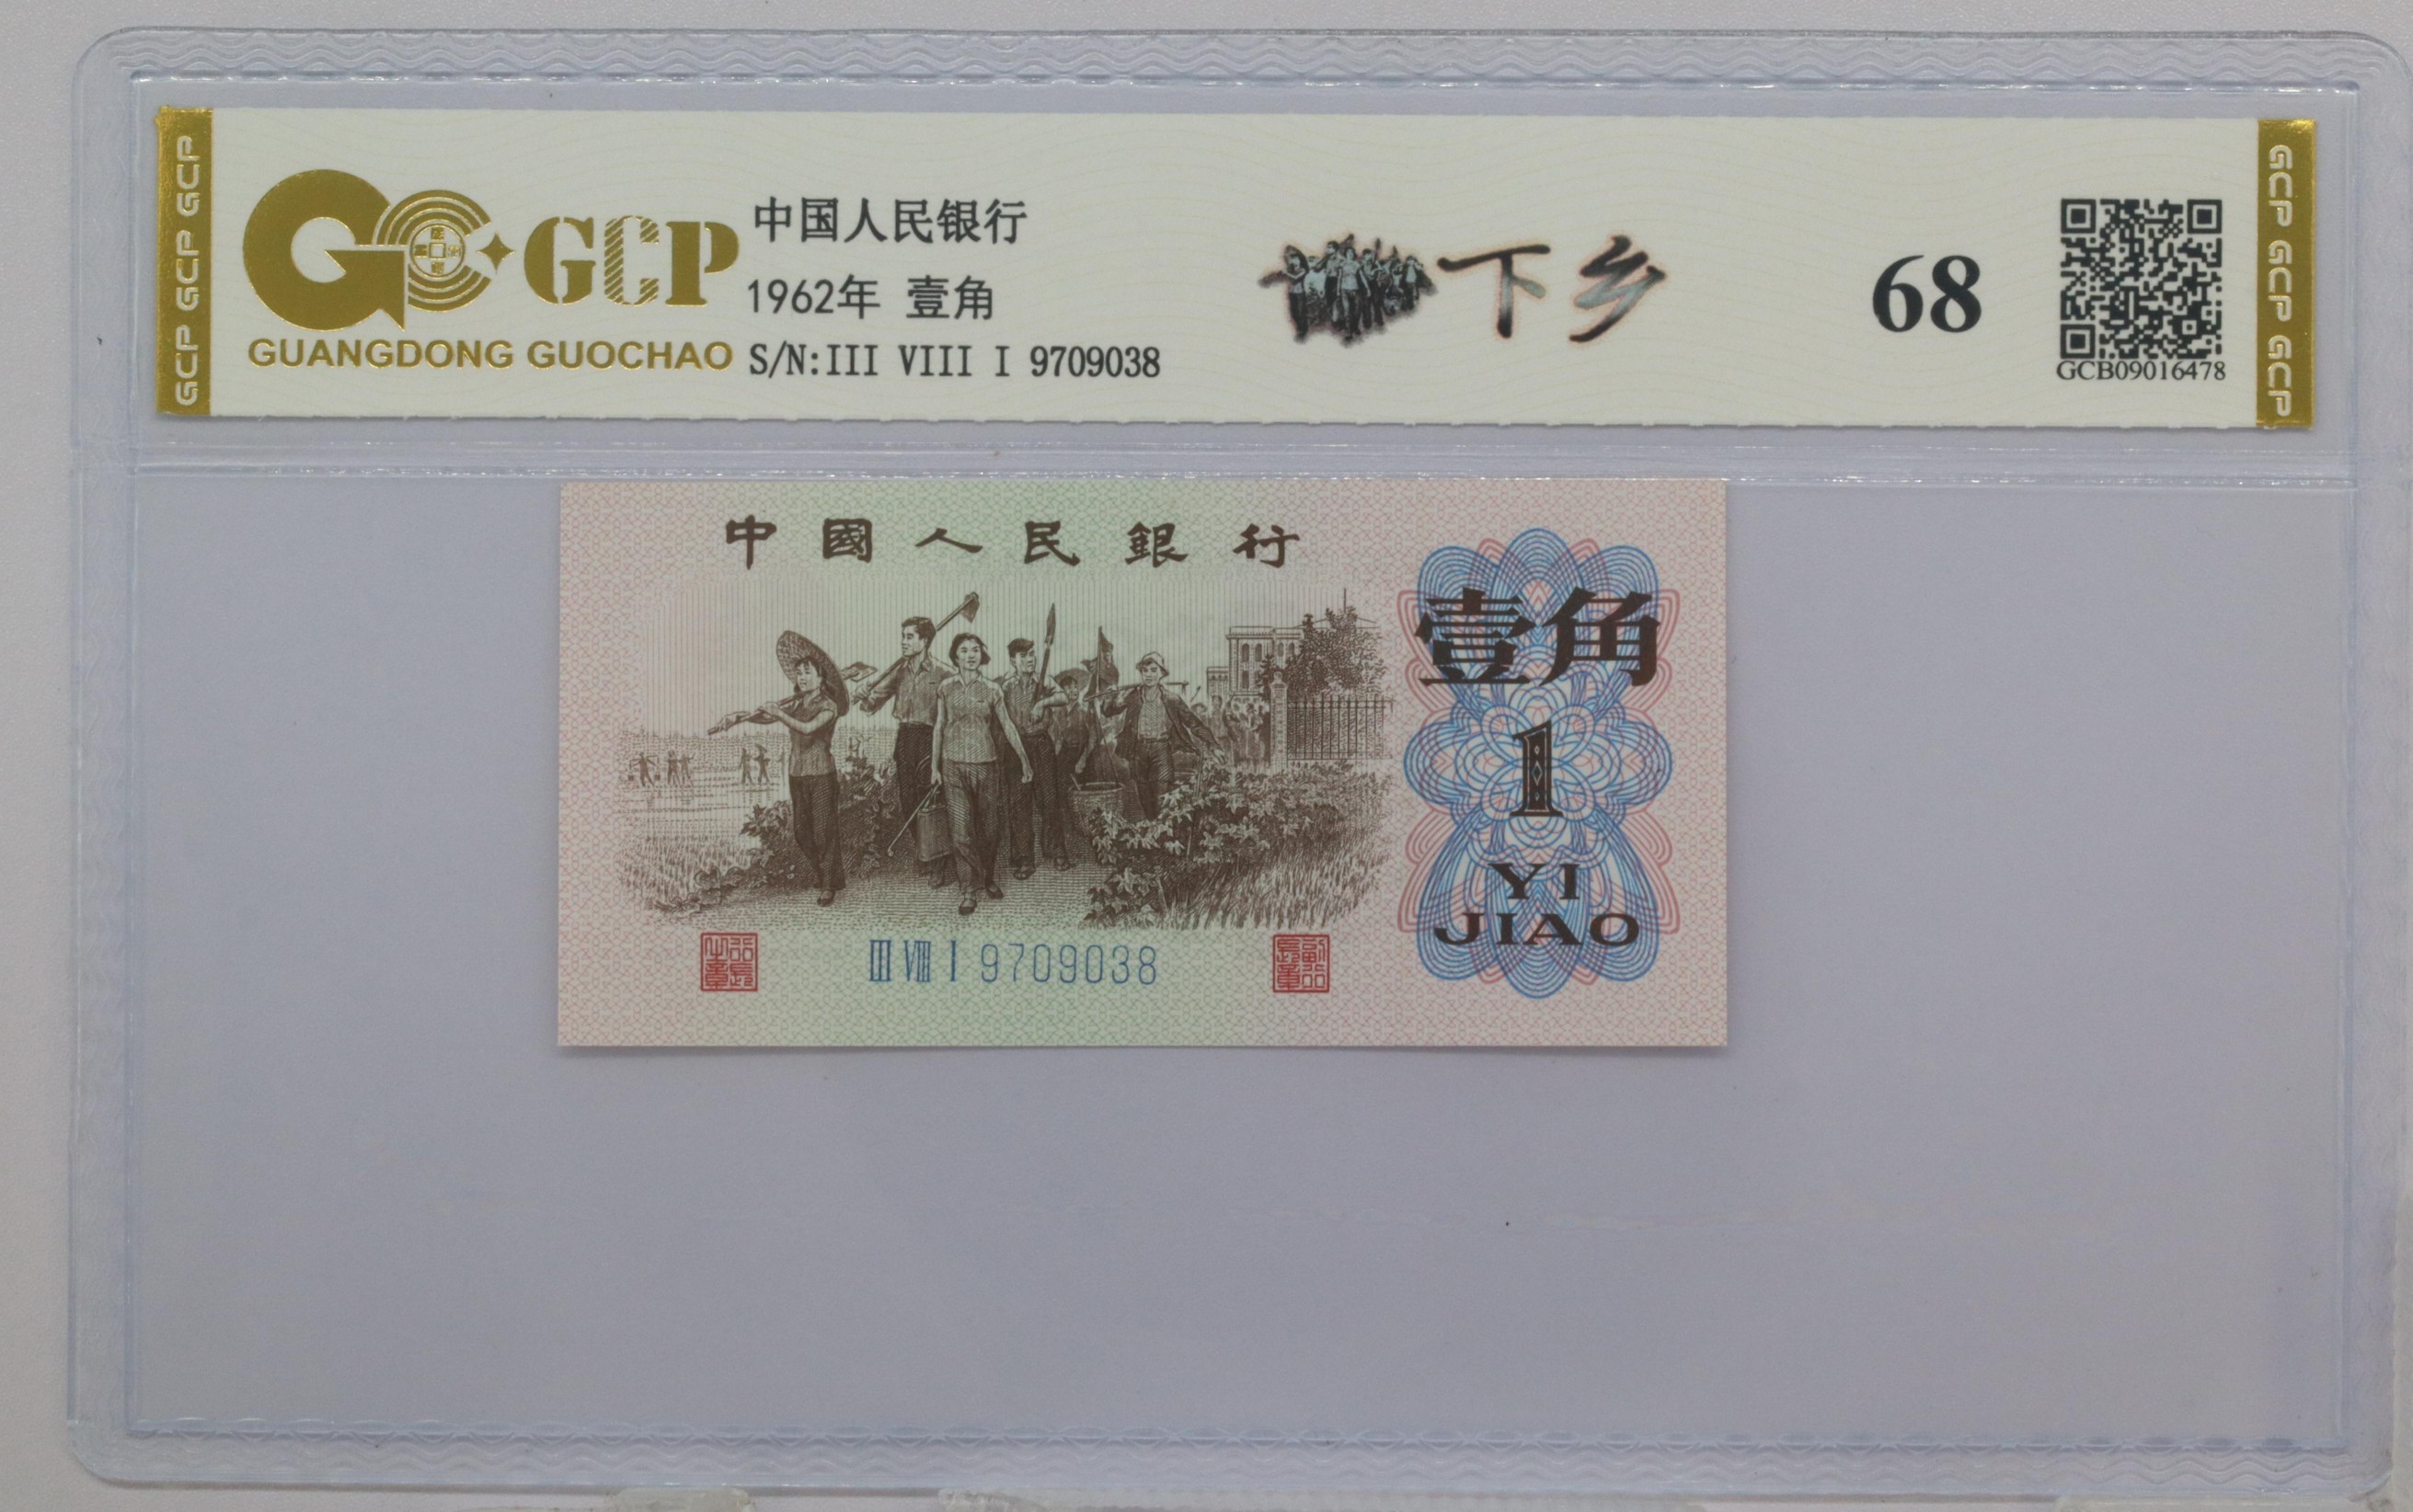 GCP GCP GCP
GCP
GUANGDONG GUOCHAO
中国人民银行
1962年 壹角
S/N:III VIII I 9709038
下乡
68
GCB09016478
GCP GCP GCP
中國人民銀行
壹角
1
YI
JIAO
III VIII I 9709038